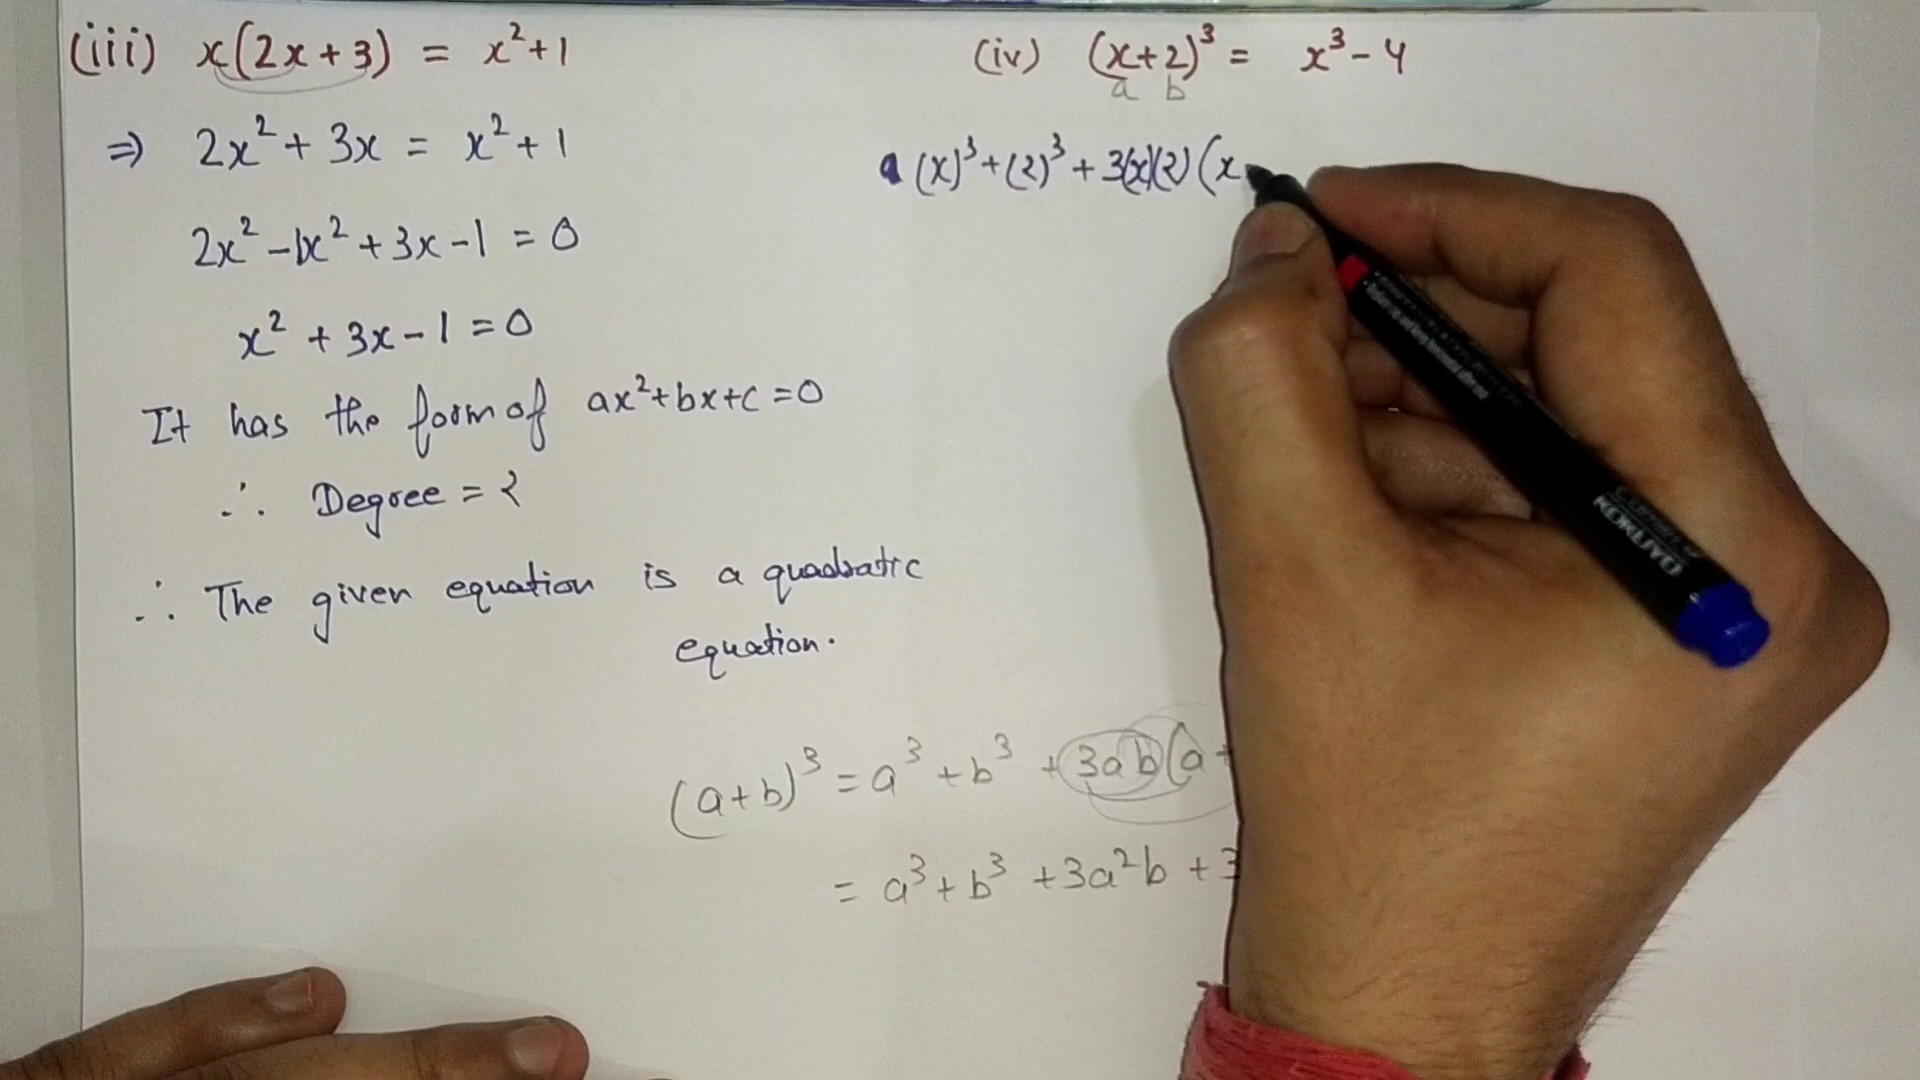 (iii) x(2x+3) = x²+1
⇒ 2x² + 3x = x² + 1
2x² - 1x² + 3x - 1 = 0
x² + 3x - 1 = 0
It has the form of ax²+bx+c = 0
∴ Degree = 2
∴ The given equation is a quadratic
equation.
(iv) (x+2)³ = x³ - 4
a b
(x)³ + (2)³ + 3(x)(2) (x
(a+b)³ = a³ + b³ + 3ab(a +
= a³ + b³ + 3a²b + 3
KOKUYO